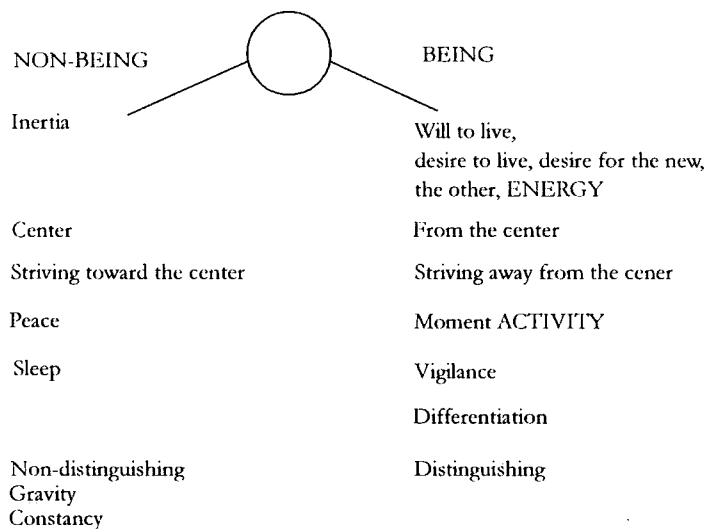 NON-BEING
BEING
Inertia
Will to live,
desire to live, desire for the new,
the other, ENERGY
Center
From the center
Striving toward the center
Striving away from the cener
Peace
Moment ACTIVITY
Sleep
Vigilance
Differentiation
Non-distinguishing
Distinguishing
Gravity
Constancy